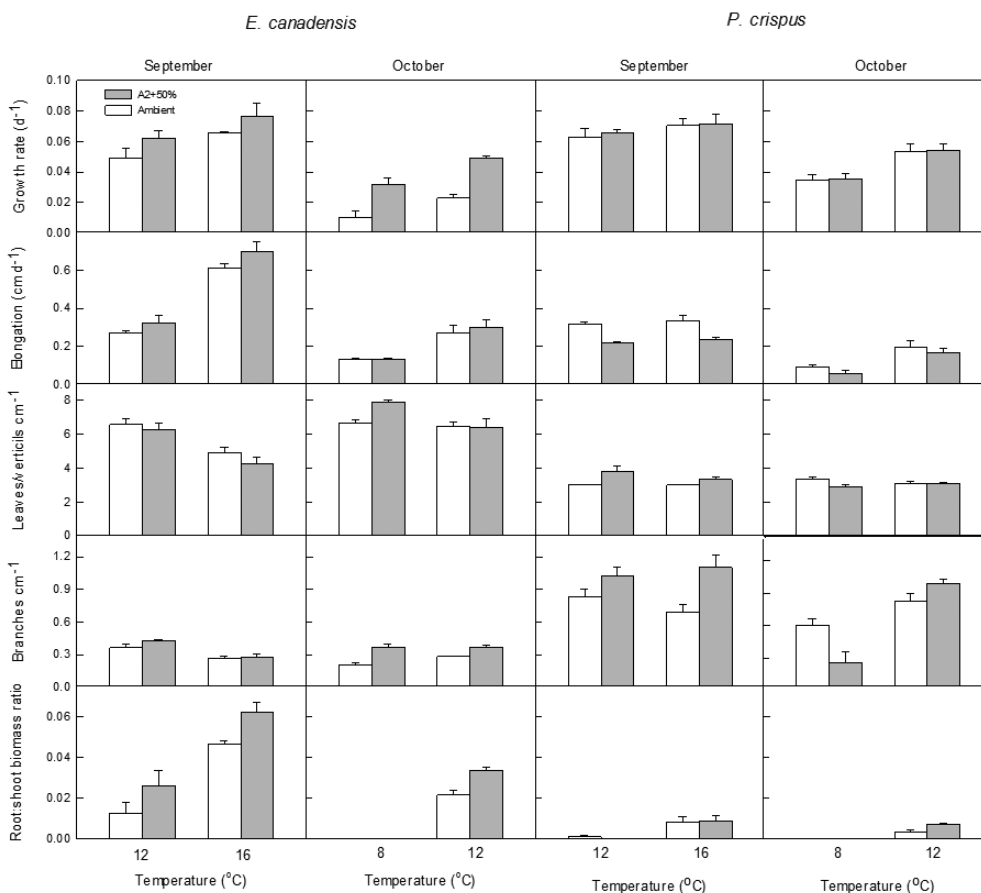 E. canadensis P. crispus
September October September October
A2+50%
Ambient
Growth rate (d-1)
0.10
0.08
0.06
0.04
0.02
0.00
Elongation (cm d-1)
0.6
0.4
0.2
0.0
Leaves/verticils cm-1
8
6
4
2
0
Branches cm-1
1.2
0.9
0.6
0.3
0.0
Root:shoot biomass ratio
0.06
0.04
0.02
0.00
12 16 8 12 12 16 8 12
Temperature (oC) Temperature (oC) Temperature (OC) Temperature (OC)